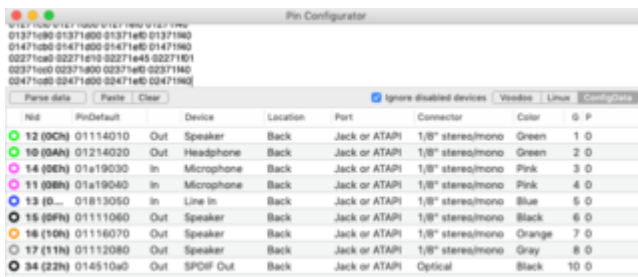 Pin Configurator
01371c90 01371d00 01371ef0 01371f40
01471cb0 01471d00 01471ef0 01471f40
02271ca0 02271d10 02271e45 02271f01
02371cc0 02371d00 02371ef0 02371f40
02471cd0 02471d00 02471ef0 02471f40
Parse data Paste Clear Ignore disabled devices Voodoo Linux ConfigData
Nid PinDefault Device Location Port Connector Color G P
12 (0Ch) 01114010 Out Speaker Back Jack or ATAPI 1/8" stereo/mono Green 1 0
10 (0Ah) 01214020 Out Headphone Back Jack or ATAPI 1/8" stereo/mono Green 2 0
14 (0Eh) 01a19030 In Microphone Back Jack or ATAPI 1/8" stereo/mono Pink 3 0
11 (0Bh) 01a19040 In Microphone Back Jack or ATAPI 1/8" stereo/mono Pink 4 0
13 (0... 01813050 In Line In Back Jack or ATAPI 1/8" stereo/mono Blue 5 0
15 (0Fh) 01111060 Out Speaker Back Jack or ATAPI 1/8" stereo/mono Black 6 0
16 (10h) 01116070 Out Speaker Back Jack or ATAPI 1/8" stereo/mono Orange 7 0
17 (11h) 01112080 Out Speaker Back Jack or ATAPI 1/8" stereo/mono Gray 8 0
34 (22h) 014510a0 Out SPDIF Out Back Jack or ATAPI Optical Black 10 0